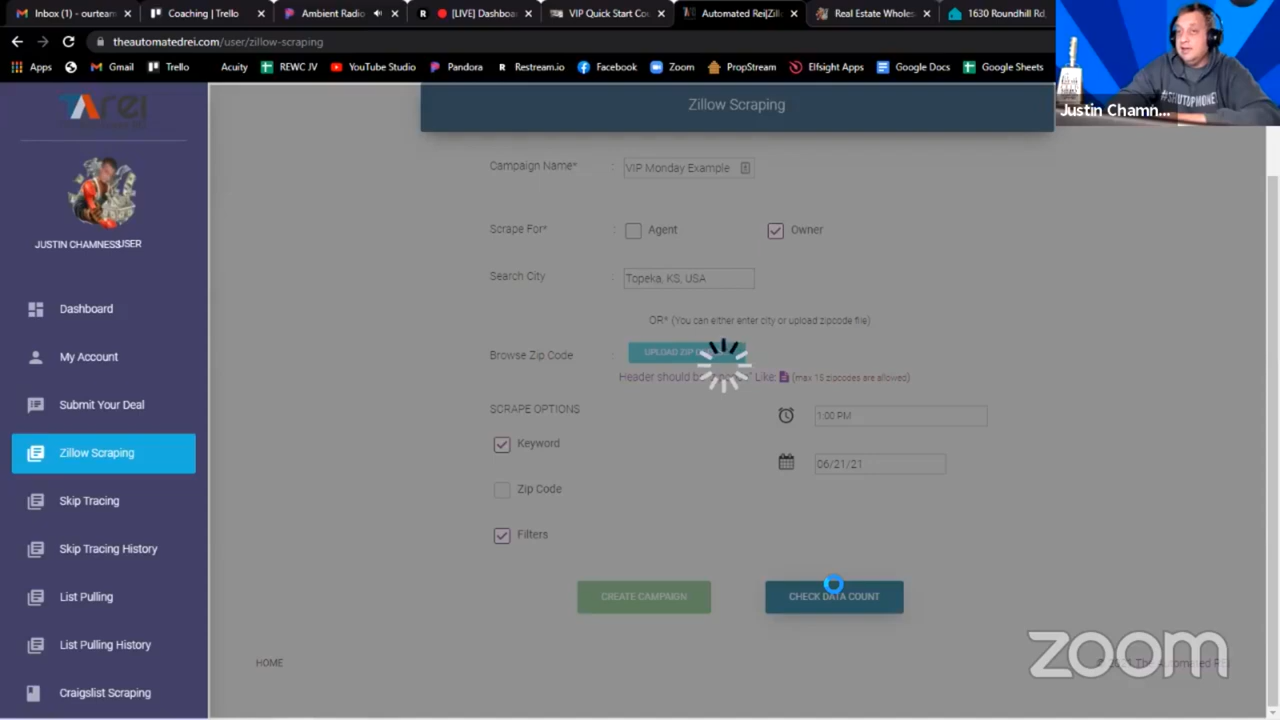 Inbox (1) - ourtearn
Coaching | Trello
Ambient Radio
[LIVE] Dashboa
VIP Quick Start Cou
Automated Rei|Zill
Real Estate Whole
1630 Roundhill Rd,
theautomatedrei.com/user/zillow-scraping
Apps
Gmail
Trello
Acuity
REWC JV
YouTube Studio
Pandora
Restream.io
Facebook
Zoom
PropStream
Elfsight Apps
Google Docs
Google Sheets
#SHUTUPMONEY
Justin Chamn...
Arei
JUSTIN CHAMNESSUSER
Dashboard
My Account
Submit Your Deal
Zillow Scraping
Skip Tracing
Skip Tracing History
List Pulling
List Pulling History
Craigslist Scraping
Zillow Scraping
Campaign Name* : VIP Monday Example
Scrape For* : Agent Owner
Search City : Topeka, KS, USA
OR* (You can either enter city or upload zipcode file)
Browse Zip Code : UPLOAD ZIP
Header should be Like: (max 15 zipcodes are allowed)
SCRAPE OPTIONS
1:00 PM
Keyword
06/21/21
Zip Code
Filters
CREATE CAMPAIGN
CHECK DATA COUNT
HOME
zoom